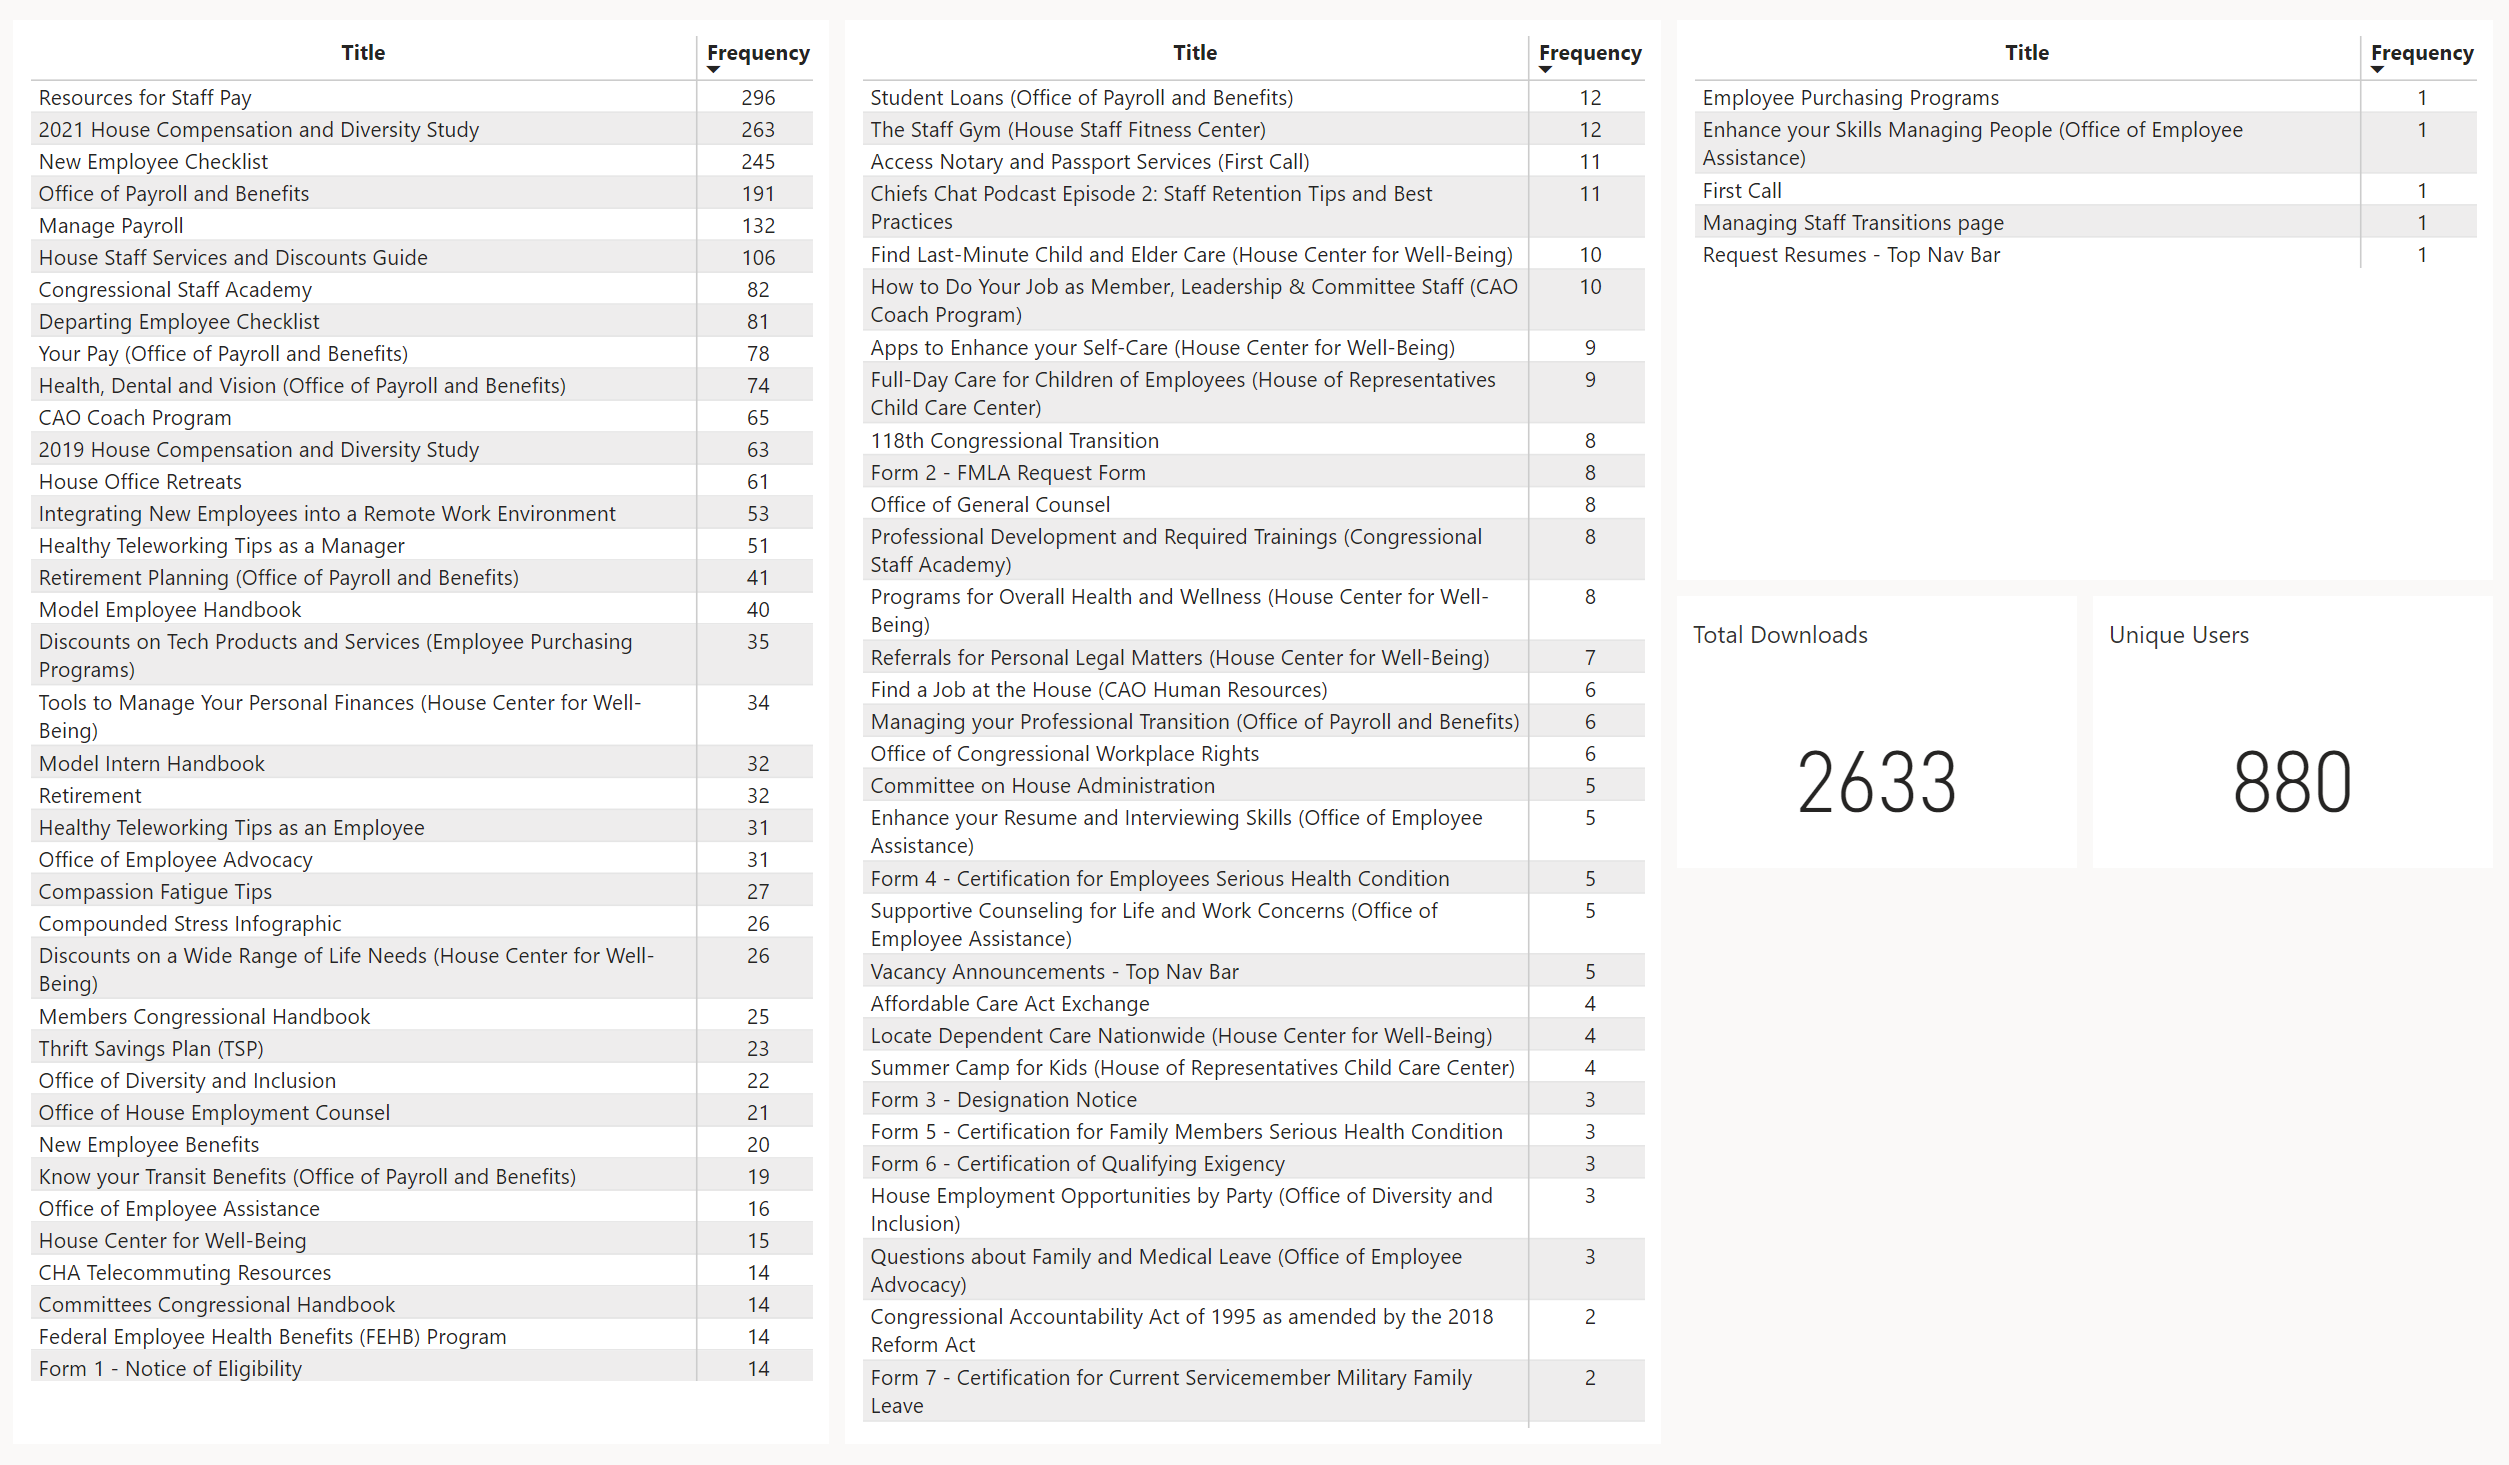 Title Frequency
Resources for Staff Pay 296
2021 House Compensation and Diversity Study 263
New Employee Checklist 245
Office of Payroll and Benefits 191
Manage Payroll 132
House Staff Services and Discounts Guide 106
Congressional Staff Academy 82
Departing Employee Checklist 81
Your Pay (Office of Payroll and Benefits) 78
Health, Dental and Vision (Office of Payroll and Benefits) 74
CAO Coach Program 65
2019 House Compensation and Diversity Study 63
House Office Retreats 61
Integrating New Employees into a Remote Work Environment 53
Healthy Teleworking Tips as a Manager 51
Retirement Planning (Office of Payroll and Benefits) 41
Model Employee Handbook 40
Discounts on Tech Products and Services (Employee Purchasing 35
Programs)
Tools to Manage Your Personal Finances (House Center for Well- 34
Being)
Model Intern Handbook 32
Retirement 32
Healthy Teleworking Tips as an Employee 31
Office of Employee Advocacy 31
Compassion Fatigue Tips 27
Compounded Stress Infographic 26
Discounts on a Wide Range of Life Needs (House Center for Well- 26
Being)
Members Congressional Handbook 25
Thrift Savings Plan (TSP) 23
Office of Diversity and Inclusion 22
Office of House Employment Counsel 21
New Employee Benefits 20
Know your Transit Benefits (Office of Payroll and Benefits) 19
Office of Employee Assistance 16
House Center for Well-Being 15
CHA Telecommuting Resources 14
Committees Congressional Handbook 14
Federal Employee Health Benefits (FEHB) Program 14
Form 1 - Notice of Eligibility 14
Title Frequency
Student Loans (Office of Payroll and Benefits) 12
The Staff Gym (House Staff Fitness Center) 12
Access Notary and Passport Services (First Call) 11
Chiefs Chat Podcast Episode 2: Staff Retention Tips and Best 11
Practices
Find Last-Minute Child and Elder Care (House Center for Well-Being) 10
How to Do Your Job as Member, Leadership & Committee Staff (CAO 10
Coach Program)
Apps to Enhance your Self-Care (House Center for Well-Being) 9
Full-Day Care for Children of Employees (House of Representatives 9
Child Care Center)
118th Congressional Transition 8
Form 2 - FMLA Request Form 8
Office of General Counsel 8
Professional Development and Required Trainings (Congressional 8
Staff Academy)
Programs for Overall Health and Wellness (House Center for Well- 8
Being)
Referrals for Personal Legal Matters (House Center for Well-Being) 7
Find a Job at the House (CAO Human Resources) 6
Managing your Professional Transition (Office of Payroll and Benefits) 6
Office of Congressional Workplace Rights 6
Committee on House Administration 5
Enhance your Resume and Interviewing Skills (Office of Employee 5
Assistance)
Form 4 - Certification for Employees Serious Health Condition 5
Supportive Counseling for Life and Work Concerns (Office of 5
Employee Assistance)
Vacancy Announcements - Top Nav Bar 5
Affordable Care Act Exchange 4
Locate Dependent Care Nationwide (House Center for Well-Being) 4
Summer Camp for Kids (House of Representatives Child Care Center) 4
Form 3 - Designation Notice 3
Form 5 - Certification for Family Members Serious Health Condition 3
Form 6 - Certification of Qualifying Exigency 3
House Employment Opportunities by Party (Office of Diversity and 3
Inclusion)
Questions about Family and Medical Leave (Office of Employee 3
Advocacy)
Congressional Accountability Act of 1995 as amended by the 2018 2
Reform Act
Form 7 - Certification for Current Servicemember Military Family 2
Leave
Title Frequency
Employee Purchasing Programs 1
Enhance your Skills Managing People (Office of Employee 1
Assistance)
First Call 1
Managing Staff Transitions page 1
Request Resumes - Top Nav Bar 1
Total Downloads
2633
Unique Users
880